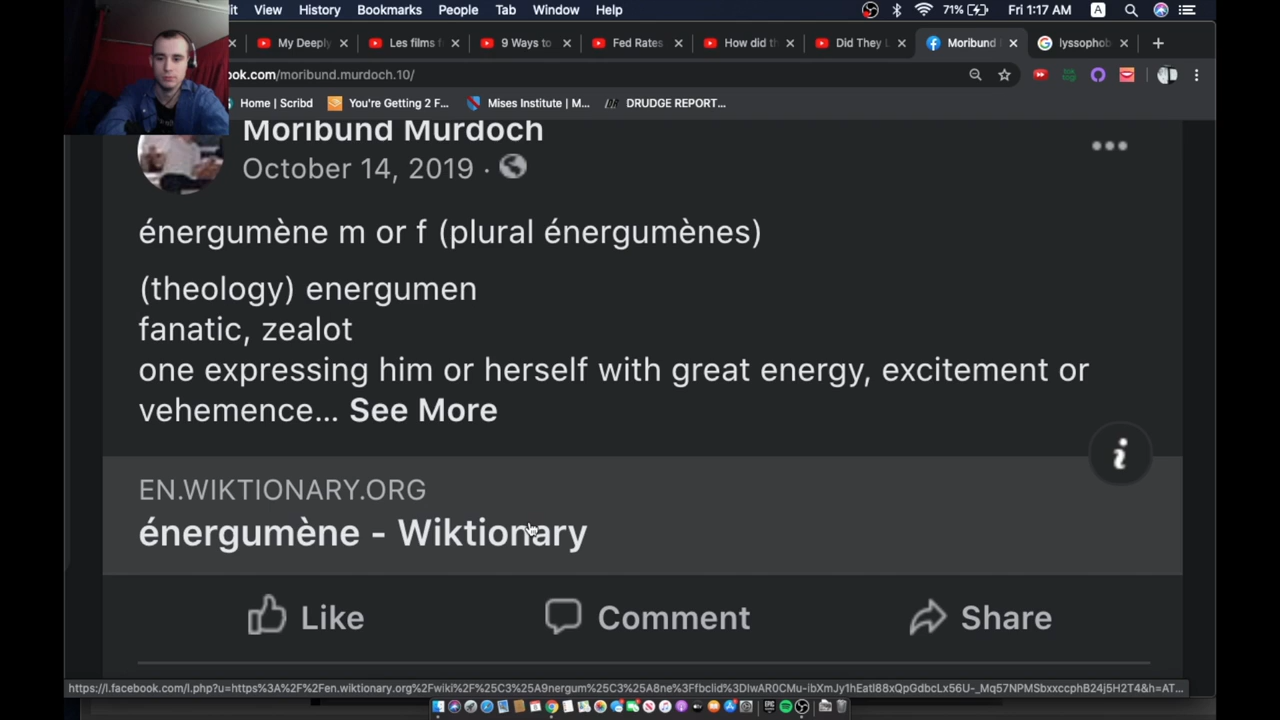 it View History Bookmarks People Tab Window Help 71% Fri 1:17 AM A
My Deeply Les films f 9 Ways to Fed Rates How did th Did They L Moribund lyssophob
ook.com/moribund.murdoch.10/
Home | Scribd You're Getting 2 F... Mises Institute | M... DRUDGE REPORT...
Moribund Murdoch
October 14, 2019 ·
énergumène m or f (plural énergumènes)
(theology) energumen
fanatic, zealot
one expressing him or herself with great energy, excitement or
vehemence... See More
EN.WIKTIONARY.ORG
énergumène - Wiktionary
Like Comment Share